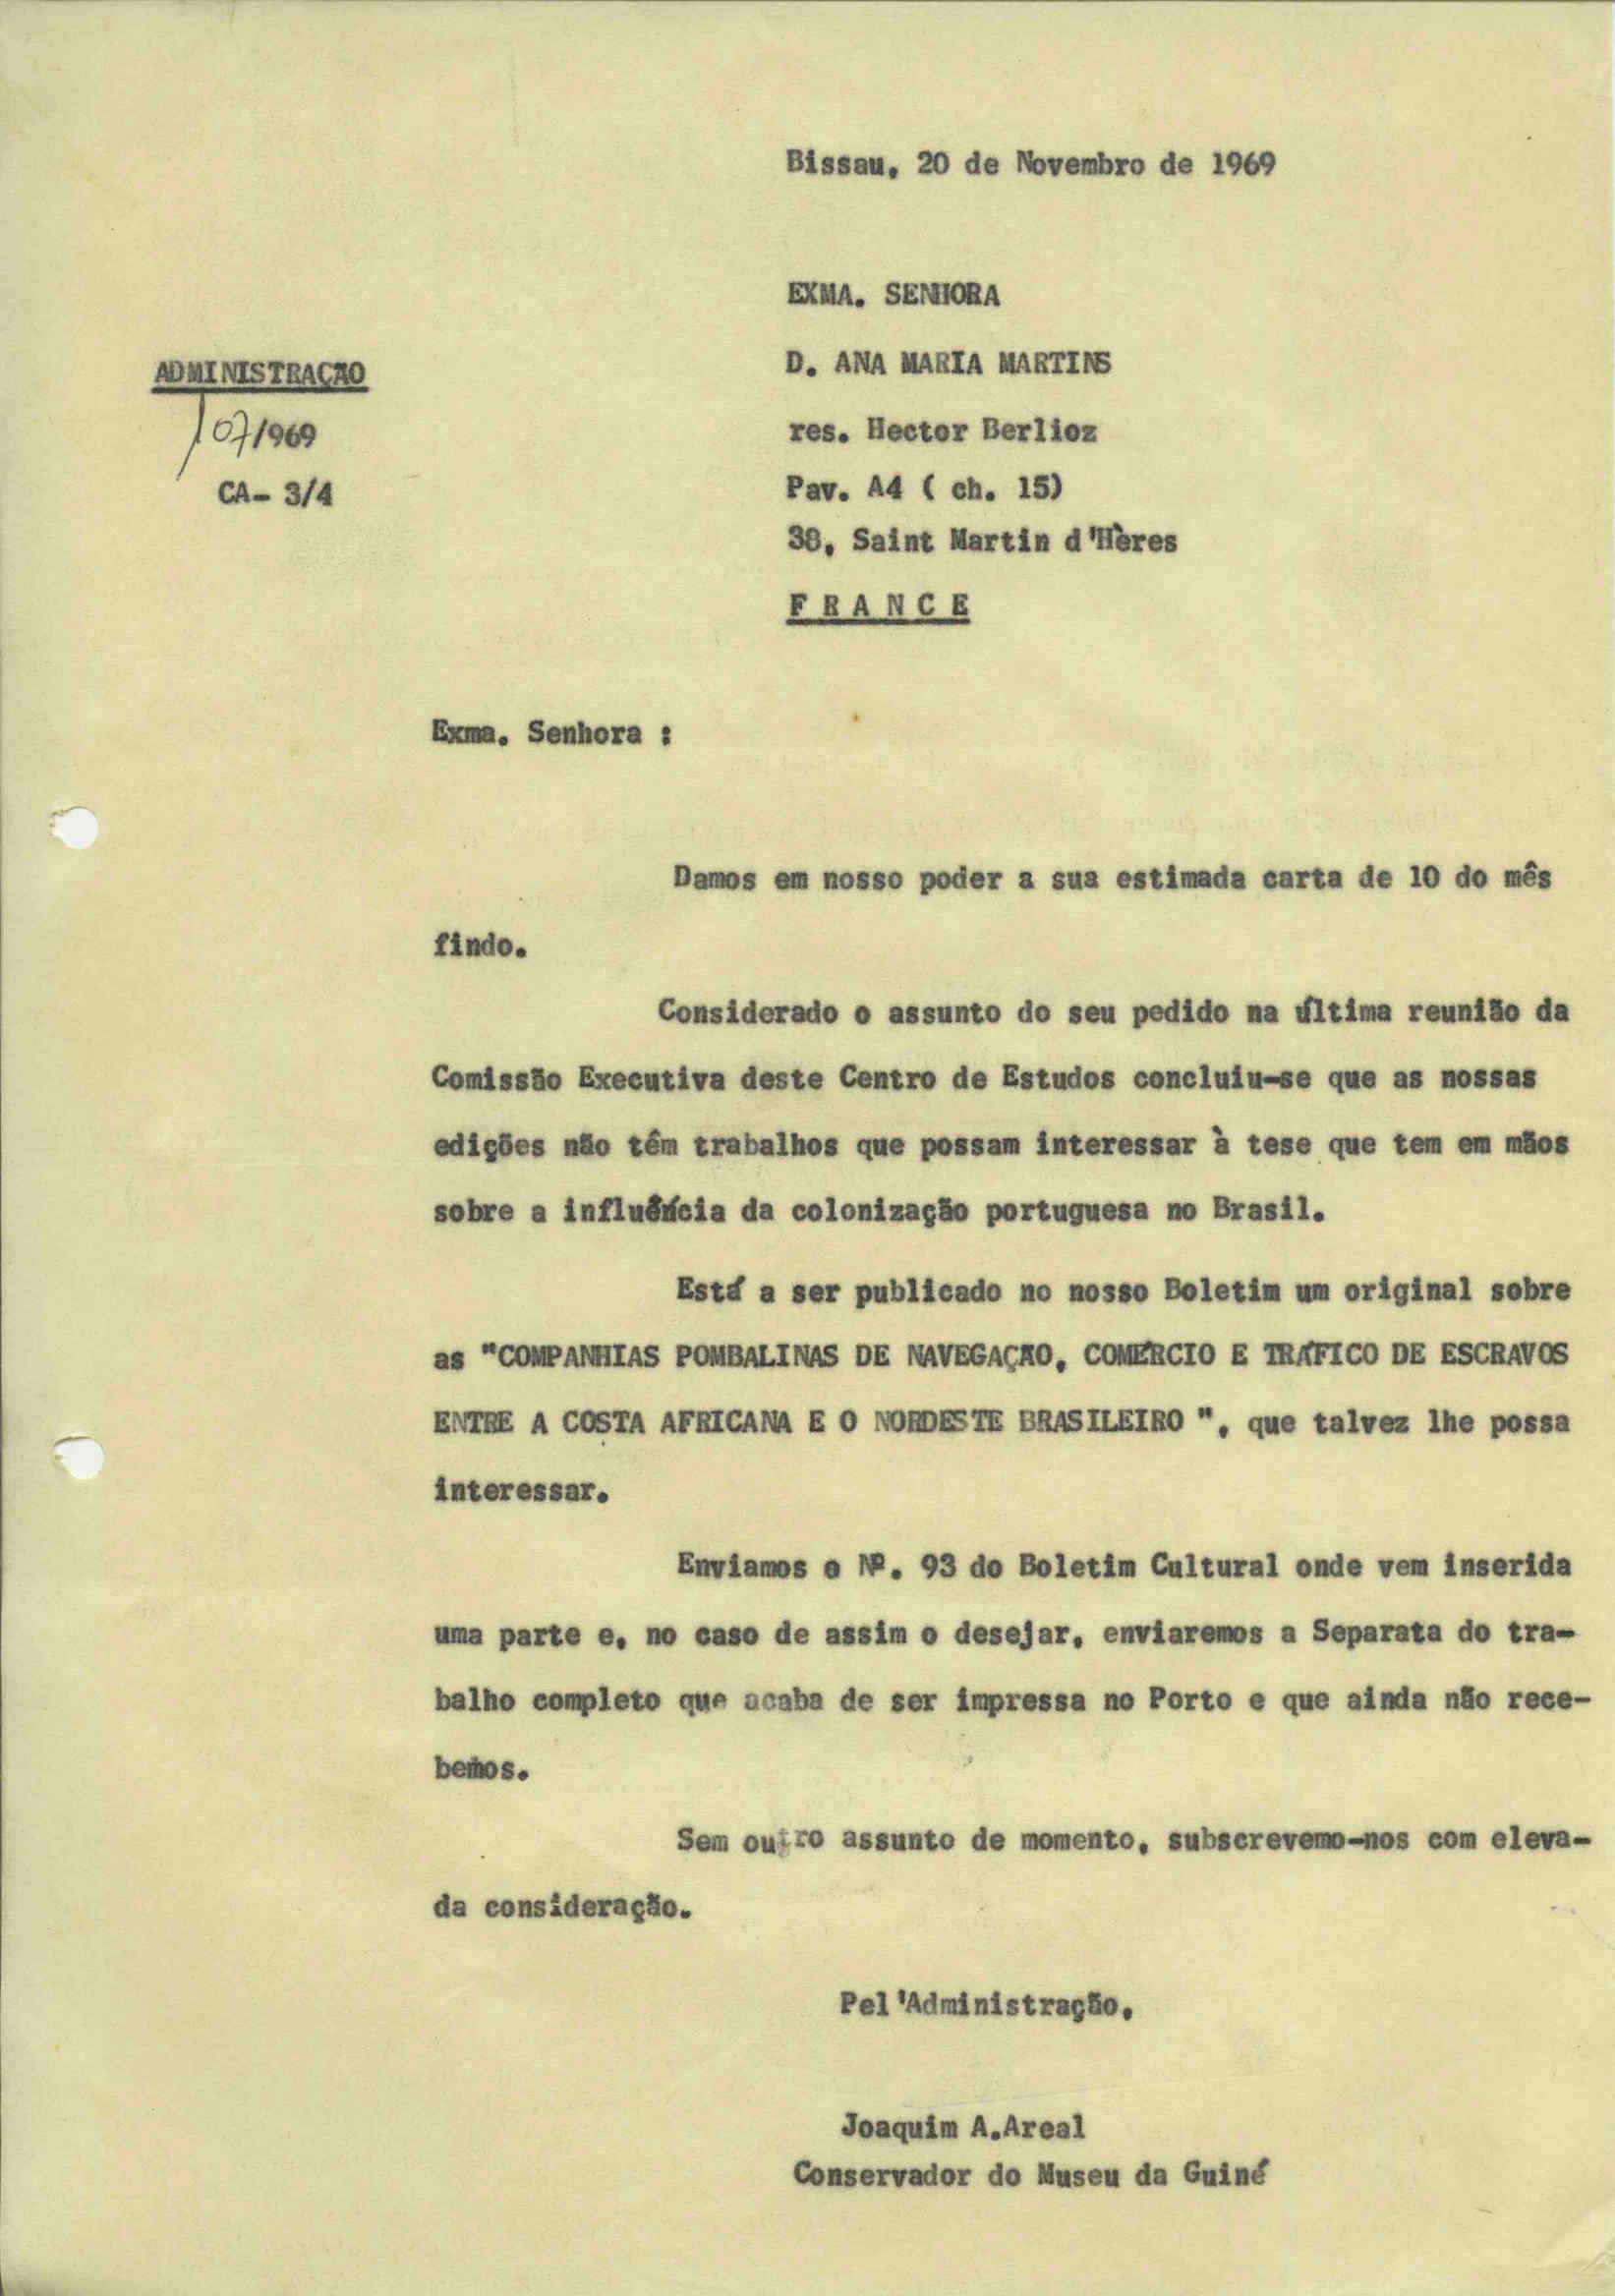 Bissau, 20 de Novembro de 1969
EXMA. SENHORA
D. ANA MARIA MARTINS
res. Hector Berlioz
Pav. A4 ( ch. 15)
38, Saint Martin d'Hères
F R A N C E
ADMINISTRAÇÃO
107/969
CA- 3/4
Exma. Senhora :
Damos em nosso poder a sua estimada carta de 10 do mês
findo.
Considerado o assunto do seu pedido na última reunião da
Comissão Executiva deste Centro de Estudos concluiu-se que as nossas
edições não têm trabalhos que possam interessar à tese que tem em mãos
sobre a influência da colonização portuguesa no Brasil.
Está a ser publicado no nosso Boletim um original sobre
as "COMPANHIAS POMBALINAS DE NAVEGAÇÃO, COMÉRCIO E TRÁFICO DE ESCRAVOS
ENTRE A COSTA AFRICANA E O NORDESTE BRASILEIRO ", que talvez lhe possa
interessar.
Enviamos o Nº. 93 do Boletim Cultural onde vem inserida
uma parte e, no caso de assim o desejar, enviaremos a Separata do tra-
balho completo que acaba de ser impressa no Porto e que ainda não rece-
bemos.
Sem outro assunto de momento, subscrevemo-nos com eleva-
da consideração.
Pel'Administração,
Joaquim A.Areal
Conservador do Museu da Guiné